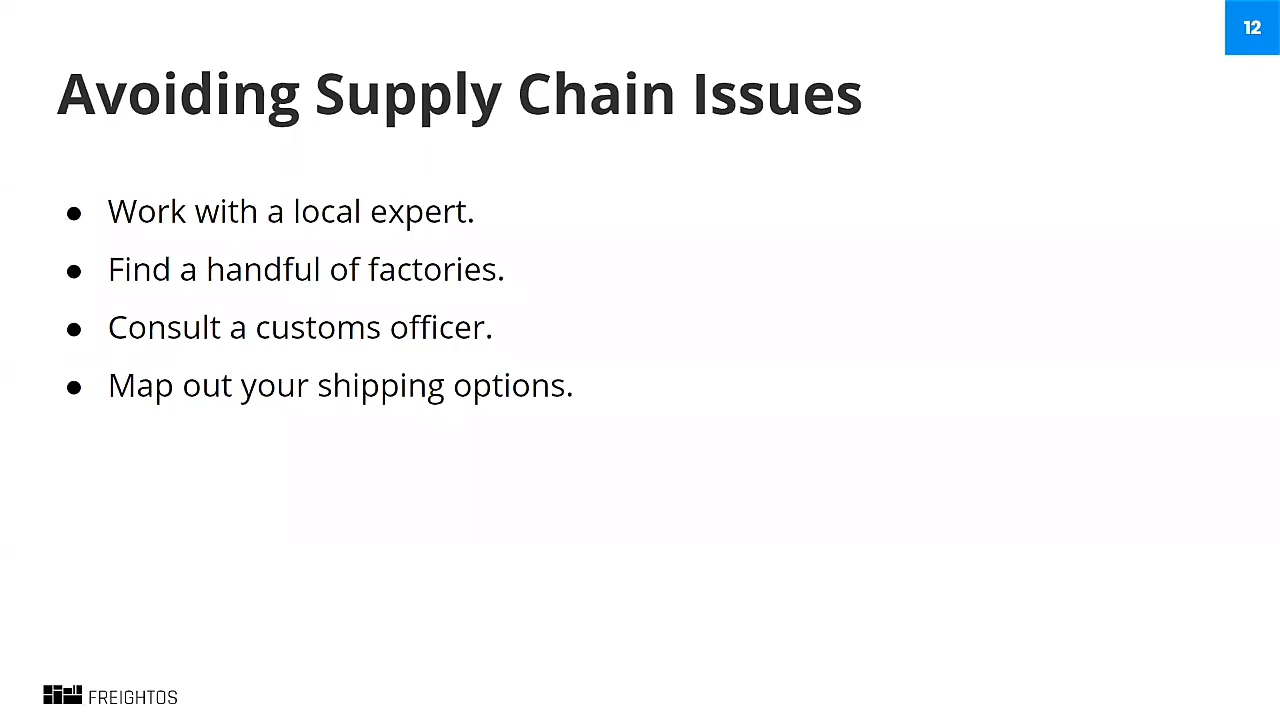 12
Avoiding Supply Chain Issues
● Work with a local expert.
● Find a handful of factories.
● Consult a customs officer.
● Map out your shipping options.
FREIGHTOS